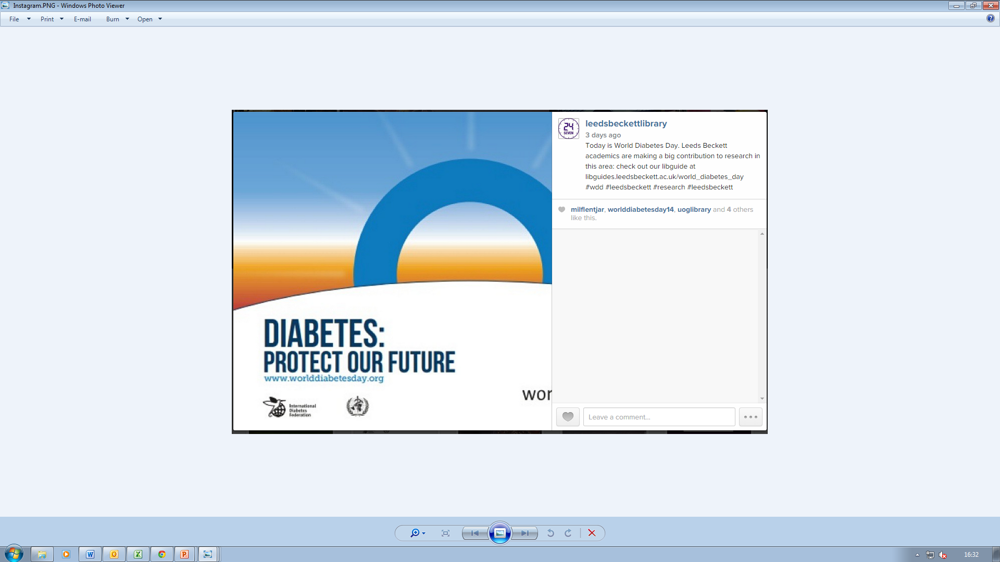 Instagram.PNG - Windows Photo Viewer
File Print E-mail Burn Open
24
SEVEN
leedsbeckettlibrary
3 days ago
Today is World Diabetes Day. Leeds Beckett
academics are making a big contribution to research in
this area: check out our libguide at
libguides.leedsbeckett.ac.uk/world_diabetes_day
#wdd #leedsbeckett #research #leedsbeckett
milflentjar, worlddiabetesday14, uoglibrary and 4 others
like this.
DIABETES:
PROTECT OUR FUTURE
www.worlddiabetesday.org
International
Diabetes
Federation
wor
Leave a comment...
16:32